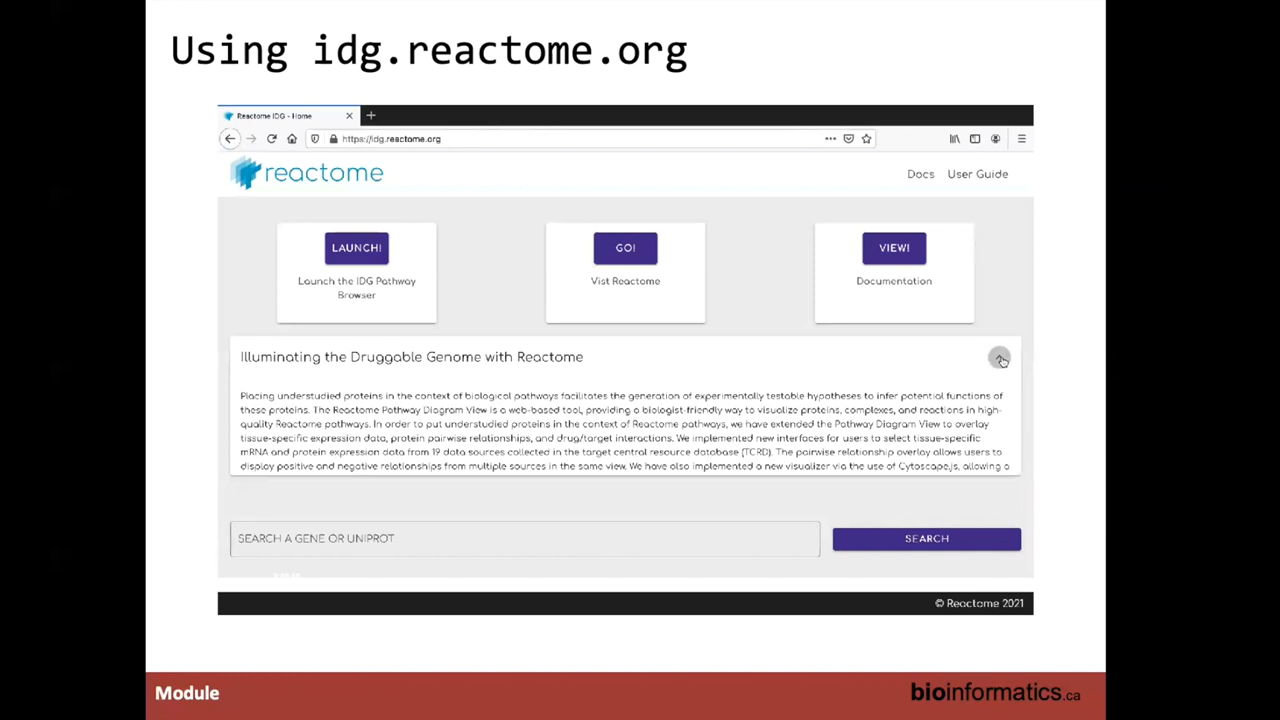 Using idg.reactome.org
Reactome IDG - Home
https://idg.reactome.org
reactome
Docs User Guide
LAUNCH! GO! VIEW!
Launch the IDG Pathway Browser
Vist Reactome
Documentation
Illuminating the Druggable Genome with Reactome
Placing understudied proteins in the context of biological pathways facilitates the generation of experimentally testable hypotheses to infer potential functions of
these proteins. The Reactome Pathway Diagram View is a web-based tool, providing a biologist-friendly way to visualize proteins, complexes, and reactions in high-
quality Reactome pathways. In order to put understudied proteins in the context of Reactome, we have extended the Pathway Diagram View to overlay
tissue-specific expression data, protein pairwise relationships, and drug/target interactions. We implemented new interfaces for users to select tissue-specific
mRNA and protein expression data from 19 data sources collected in the target central resource database (TCRD). The pairwise relationship overlay allows users to
display positive and negative relationships from multiple sources in the same view. We have also implemented a new visualizer via the use of Cytoscape.js, allowing a
SEARCH A GENE OR UNIPROT
SEARCH
© Reactome 2021
Module
bioinformatics.ca